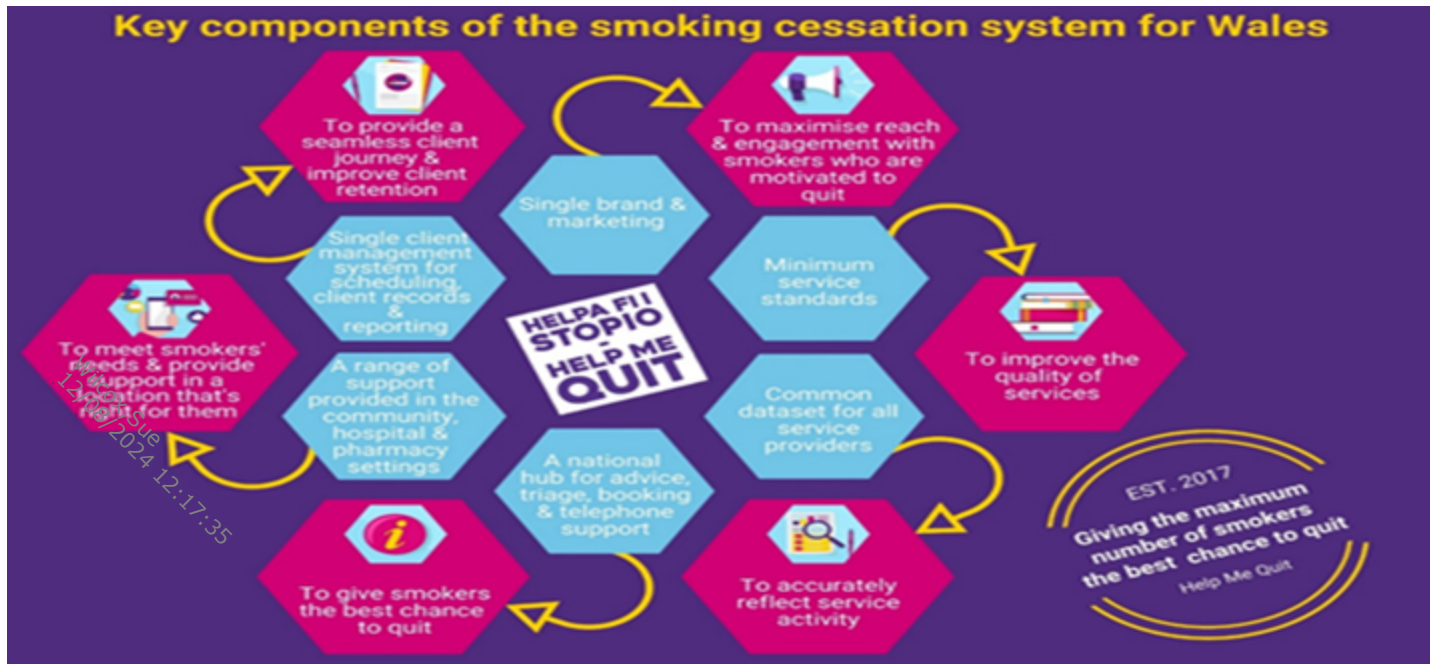 Key components of the smoking cessation system for Wales
To provide a
seamless client
journey &
improve client
retention
To maximise reach
& engagement with
smokers who are
motivated to
quit
Single brand &
marketing
Single client
management
system for
scheduling,
client records
&
reporting
Minimum
service
standards
HELPA FI I
STOPIO
-
HELP ME
QUIT
To meet smokers'
needs & provide
support in a
location that's
right for them
To improve the
quality of
services
A range of
support
provided in the
community,
hospital &
pharmacy
settings
Common
dataset for all
service
providers
A national
hub for advice,
triage, booking
& telephone
support
To give smokers
the best chance
to quit
To accurately
reflect service
activity
EST. 2017
Giving the maximum
number of smokers
the best chance to quit
Help Me Quit
Sue
2024 12:17:35